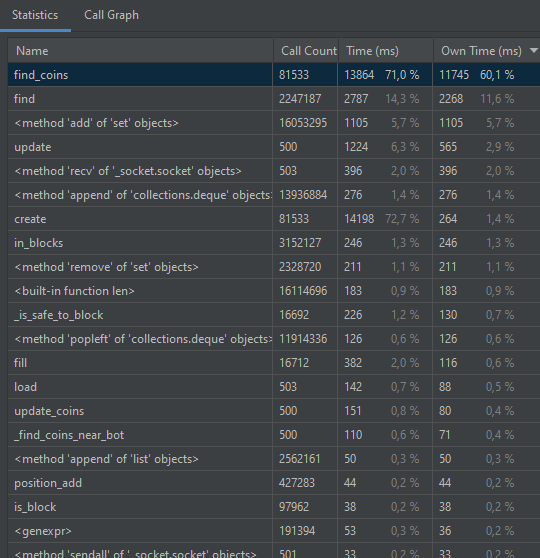 Statistics Call Graph
Name Call Count Time (ms) Own Time (ms)
find_coins 81533 13864 71,0 % 11745 60,1 %
find 2247187 2787 14,3 % 2268 11,6 %
<method 'add' of 'set' objects> 16053295 1105 5,7 % 1105 5,7 %
update 500 1224 6,3 % 565 2,9 %
<method 'recv' of '_socket.socket' objects> 503 396 2,0 % 396 2,0 %
<method 'append' of 'collections.deque' objects> 13936884 276 1,4 % 276 1,4 %
create 81533 14198 72,7 % 264 1,4 %
in_blocks 3152127 246 1,3 % 246 1,3 %
<method 'remove' of 'set' objects> 2328720 211 1,1 % 211 1,1 %
<built-in function len> 16114696 183 0,9 % 183 0,9 %
_is_safe_to_block 16692 226 1,2 % 130 0,7 %
<method 'popleft' of 'collections.deque' objects> 11914336 126 0,6 % 126 0,6 %
fill 16712 382 2,0 % 116 0,6 %
load 503 142 0,7 % 88 0,5 %
update_coins 500 151 0,8 % 80 0,4 %
_find_coins_near_bot 500 110 0,6 % 71 0,4 %
<method 'append' of 'list' objects> 2562161 50 0,3 % 50 0,3 %
position_add 427283 44 0,2 % 44 0,2 %
is_block 97962 38 0,2 % 38 0,2 %
<genexpr> 191394 53 0,3 % 36 0,2 %
<method 'sendall' of '_socket.socket' objects> 501 33 0,2 % 33 0,2 %